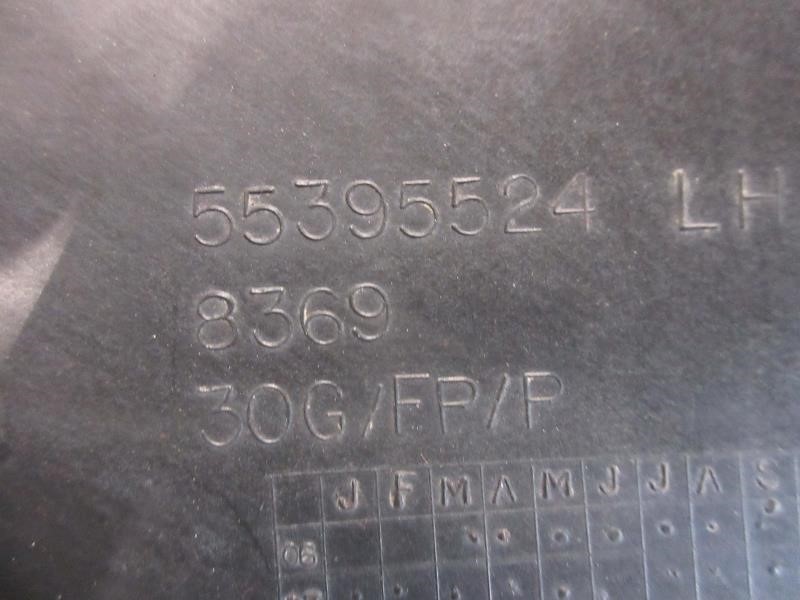 55395524 LH
8369
30G/FP/P
J F M A M J J A S
06